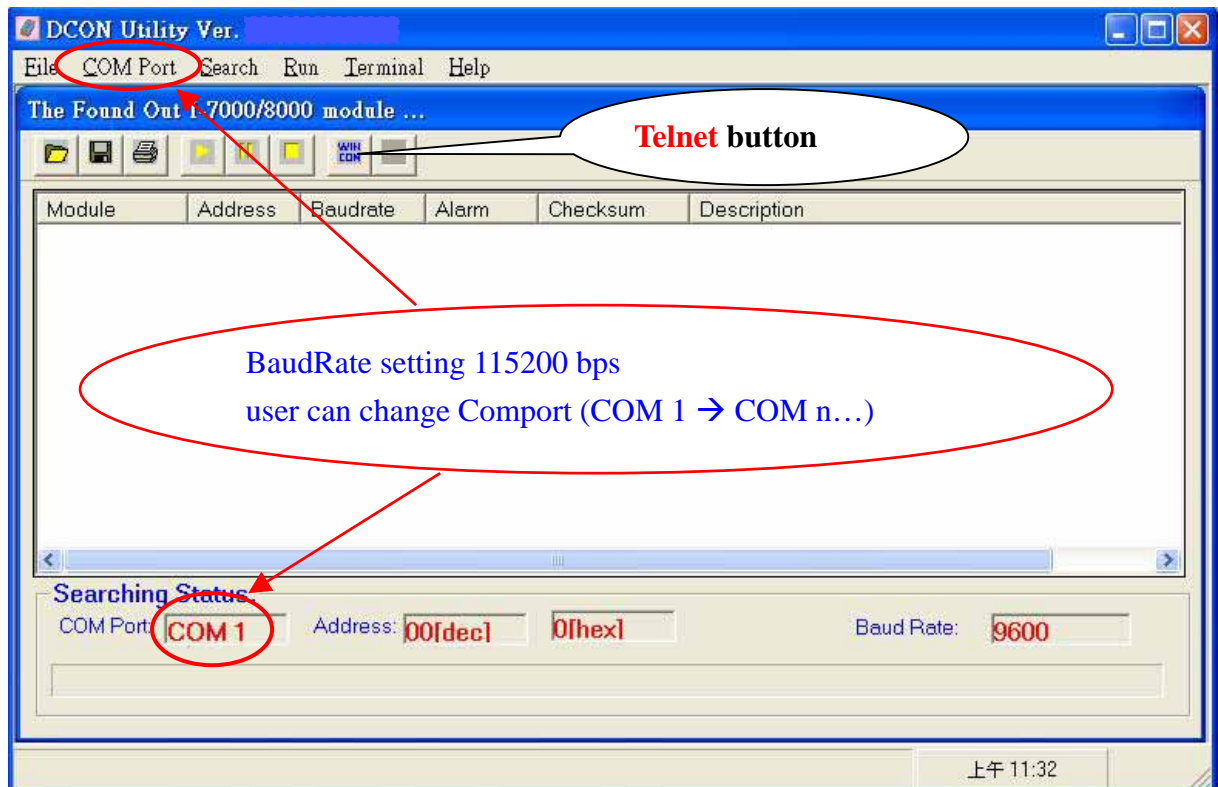 DCON Utility Ver.
File COM Port Search Run Terminal Help
The Found Out I-7000/8000 module ...
WIN
CON
Telnet button
Module Address Baudrate Alarm Checksum Description
BaudRate setting 115200 bps
user can change Comport (COM 1 → COM n…)
Searching Status:
COM Port: COM 1 Address: 00[dec] 0[hex] Baud Rate: 9600
上午 11:32